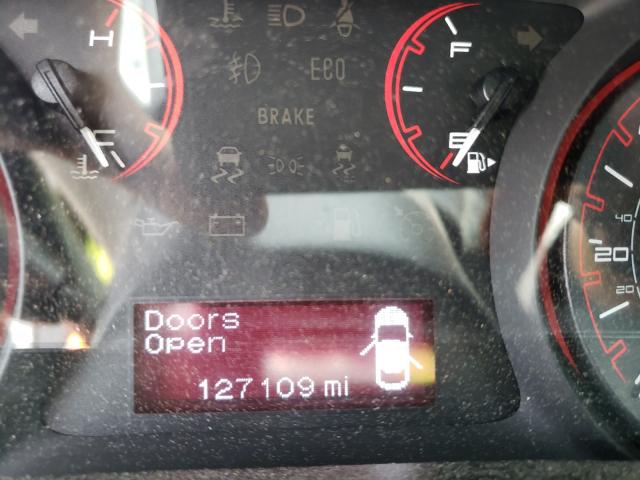 H
F
ECO
BRAKE
E
40
20
20
Doors
Open
127109 mi